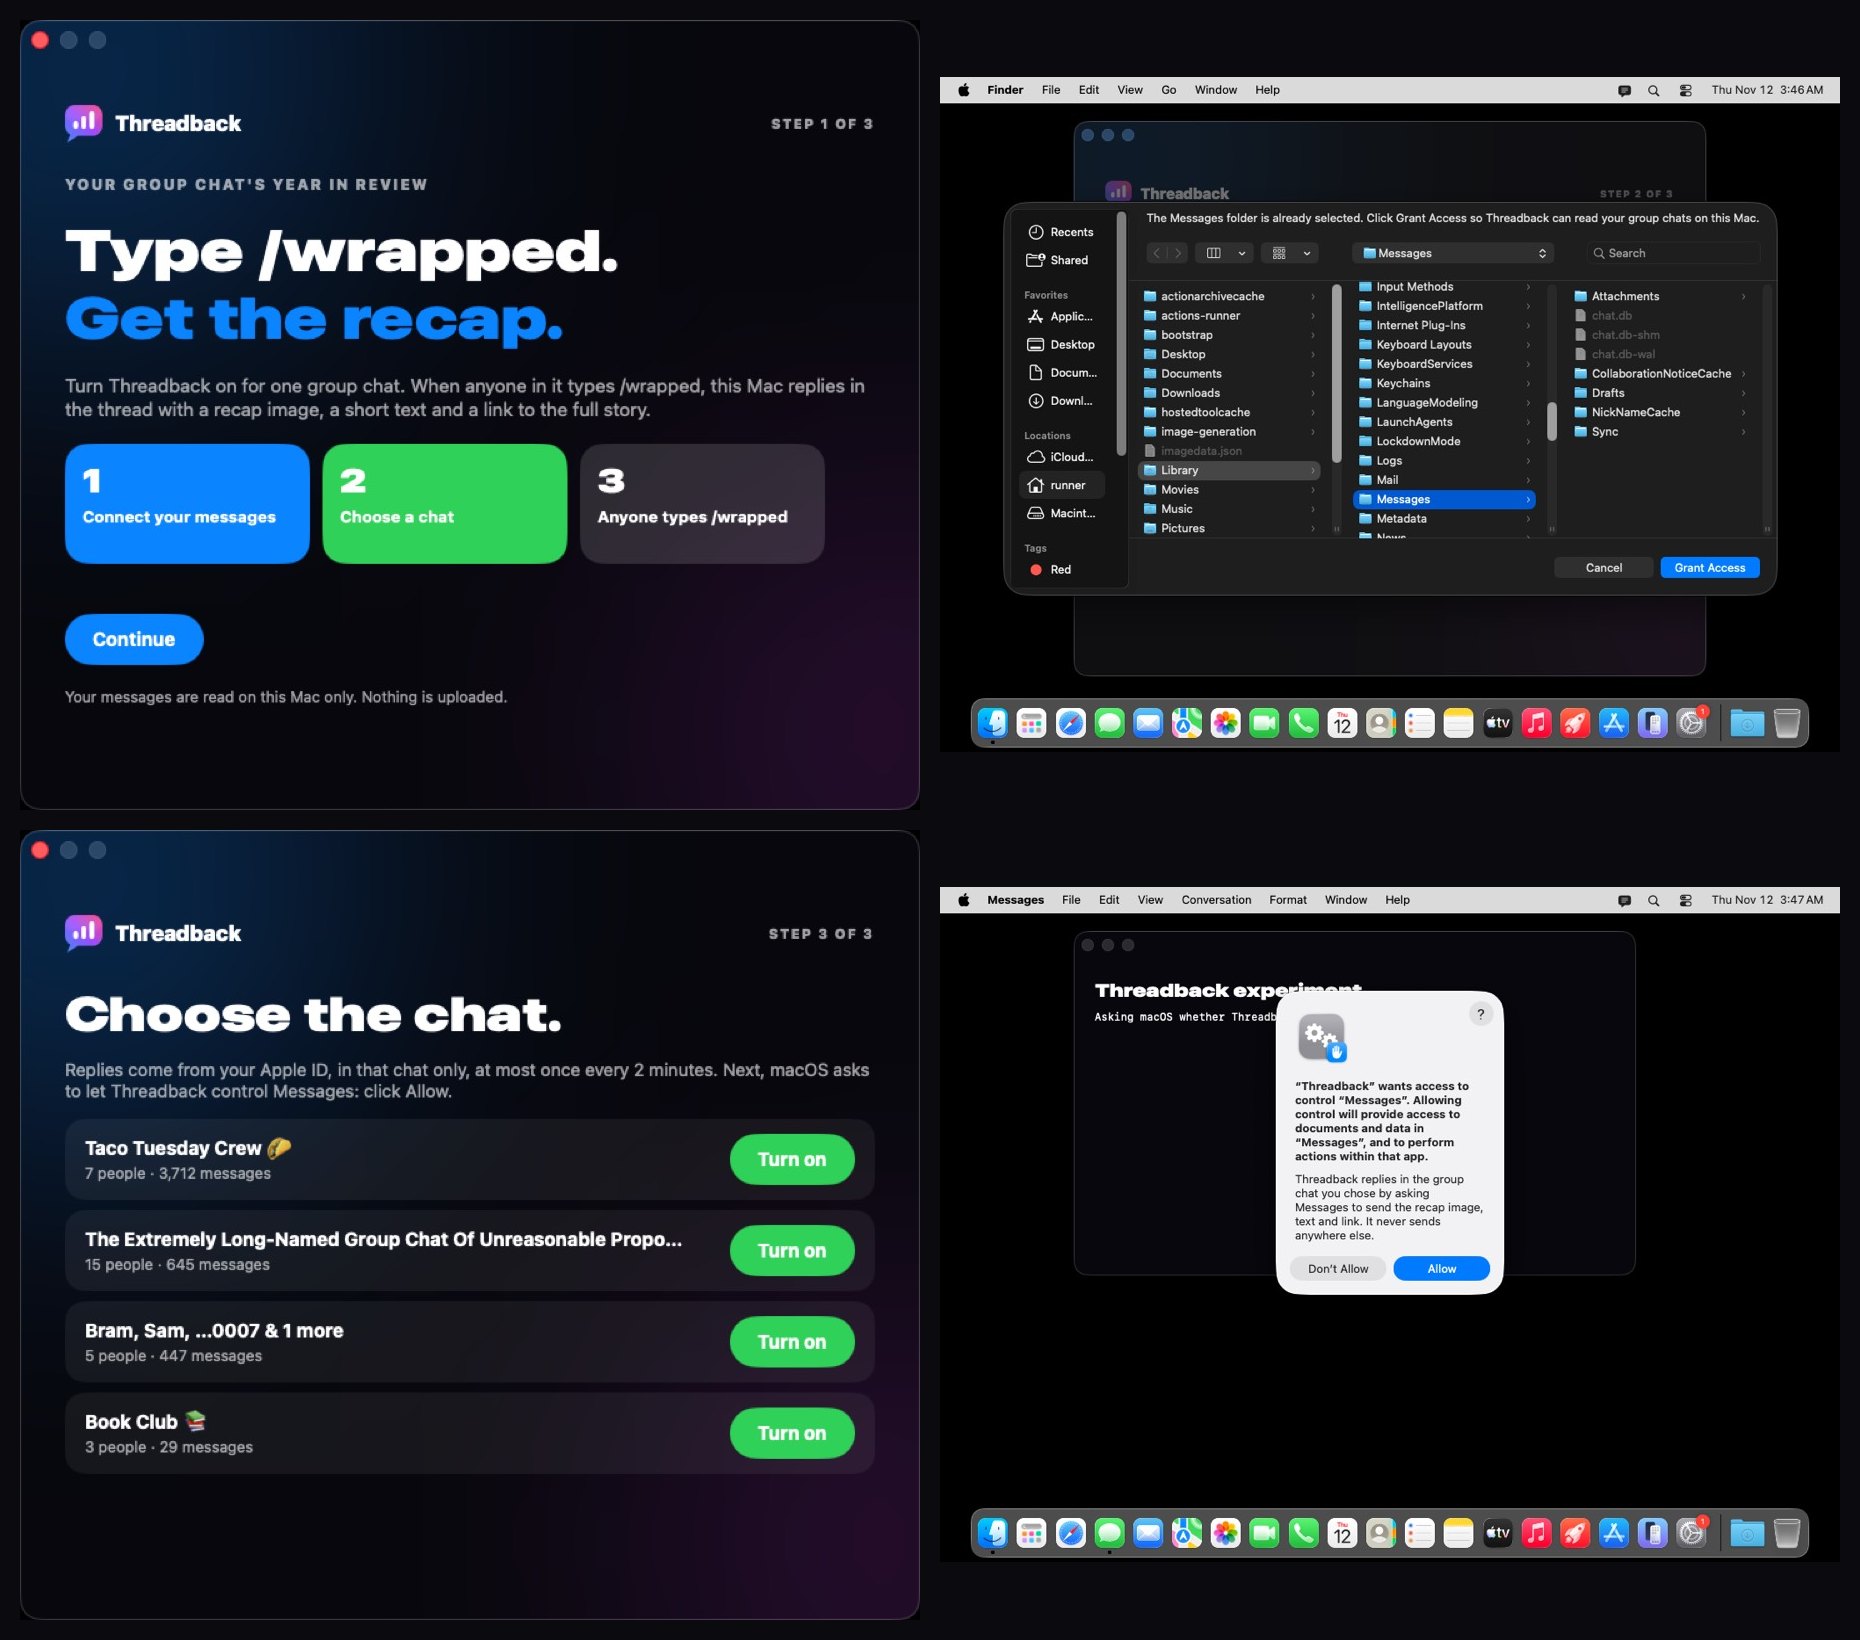 Threadback
STEP 1 OF 3
YOUR GROUP CHAT'S YEAR IN REVIEW
Type /wrapped.
Get the recap.
Turn Threadback on for one group chat. When anyone in it types /wrapped, this Mac replies in
the thread with a recap image, a short text and a link to the full story.
1
Connect your messages
2
Choose a chat
3
Anyone types /wrapped
Continue
Your messages are read on this Mac only. Nothing is uploaded.
Finder File Edit View Go Window Help
Thu Nov 12 3:46 AM
Threadback
STEP 2 OF 3
The Messages folder is already selected. Click Grant Access so Threadback can read your group chats on this Mac.
Messages
Search
Recents
Shared
Favorites
Applic...
Desktop
Docum...
Downl...
Locations
iCloud...
runner
Macint...
Tags
Red
actionarchivecache
actions-runner
bootstrap
Desktop
Documents
Downloads
hostedtoolcache
image-generation
imagedata.json
Library
Movies
Music
Pictures
Input Methods
IntelligencePlatform
Internet Plug-Ins
Keyboard Layouts
KeyboardServices
Keychains
LanguageModeling
LaunchAgents
LockdownMode
Logs
Mail
Messages
Metadata
News
Attachments
chat.db
chat.db-shm
chat.db-wal
CollaborationNoticeCache
Drafts
NickNameCache
Sync
Cancel
Grant Access
Thu
12
tv
1
Threadback
STEP 3 OF 3
Choose the chat.
Replies come from your Apple ID, in that chat only, at most once every 2 minutes. Next, macOS asks
to let Threadback control Messages: click Allow.
Taco Tuesday Crew 🌮
7 people · 3,712 messages
Turn on
The Extremely Long-Named Group Chat Of Unreasonable Propo...
15 people · 645 messages
Turn on
Bram, Sam, ...0007 & 1 more
5 people · 447 messages
Turn on
Book Club 📚
3 people · 29 messages
Turn on
Messages File Edit View Conversation Format Window Help
Thu Nov 12 3:47 AM
Threadback experiment
Asking macOS whether Threadb
?
“Threadback” wants access to
control “Messages”. Allowing
control will provide access to
documents and data in
“Messages”, and to perform
actions within that app.
Threadback replies in the group
chat you chose by asking
Messages to send the recap image,
text and link. It never sends
anywhere else.
Don’t Allow
Allow
Thu
12
tv
1